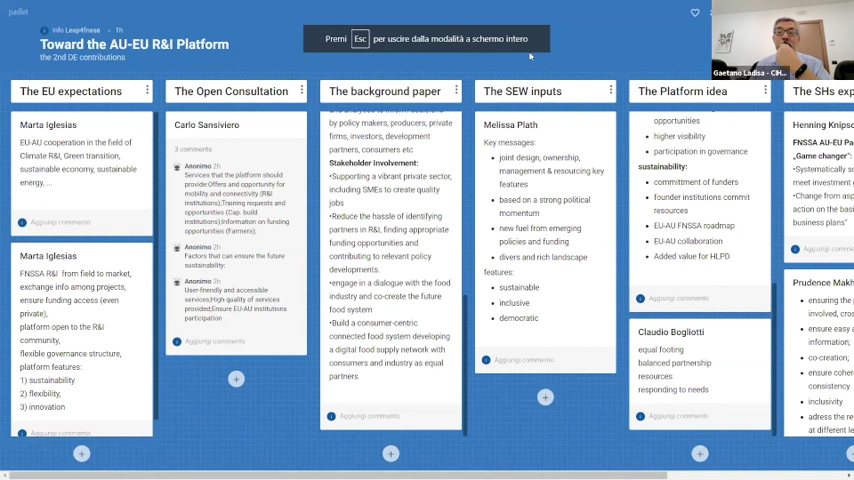 padlet
Info Leap4fnssa · 1h
Toward the AU-EU R&I Platform
the 2nd DE contributions
Premi Esc per uscire dalla modalità a schermo intero
Gaetano Ladisa - CIH...
The EU expectations
Marta Iglesias
EU-AU cooperation in the field of
Climate R&I, Green transition,
sustainable economy, sustainable
energy, ...
Aggiungi commento
Marta Iglesias
FNSSA R&I from field to market,
exchange info among projects,
ensure funding access (even
private),
platform open to the R&I
community,
flexible governance structure,
platform features:
1) sustainability
2) flexibility,
3) innovation
Aggiungi commento
The Open Consultation
Carlo Sansiviero
3 comments
Anonimo 2h
Services that the platform should
provide:Offers and opportunity for
mobility and connectivity (R&I
institutions);Training requests and
opportunities (Cap. build
institutions);Information on funding
opportunities (Farmers);
Anonimo 2h
Factors that can ensure the future
sustainability:
Anonimo 2h
User-friendly and accessible
services;High quality of services
provided;Ensure EU-AU institutions
participation
Aggiungi commento
The background paper
by policy makers, producers, private
firms, investors, development
partners, consumers etc
Stakeholder Involvement:
•Supporting a vibrant private sector,
including SMEs to create quality
jobs
•Reduce the hassle of identifying
partners in R&I, finding appropriate
funding opportunities and
contributing to relevant policy
developments.
•engage in a dialogue with the food
industry and co-create the future
food system
•Build a consumer-centric
connected food system developing
a digital food supply network with
consumers and industry as equal
partners
Aggiungi commento
The SEW inputs
Melissa Plath
Key messages:
• joint design, ownership,
management & resourcing key
features
• based on a strong political
momentum
• new fuel from emerging
policies and funding
• divers and rich landscape
features:
• sustainable
• inclusive
• democratic
Aggiungi commento
The Platform idea
opportunities
• higher visibility
• participation in governance
sustainability:
• committment of funders
• founder institutions commit
resources
• EU-AU FNSSA roadmap
• EU-AU collaboration
• Added value for HLPD
Aggiungi commento
Claudio Bogliotti
equal footing
balanced partnership
resources
responding to needs
Aggiungi commento
The SHs exp
Henning Knipsc
FNSSA AU-EU Pa
„Game changer":
•Systematically sc
meet investment g
•Change from asp
action on the basi
business plans"
Aggiungi comme
Prudence Makh
• ensuring the p
involved, cros
• ensure easy a
information;
• co-creation;
• ensure coher
consistency
• inclusivity
• adress the re
at different le